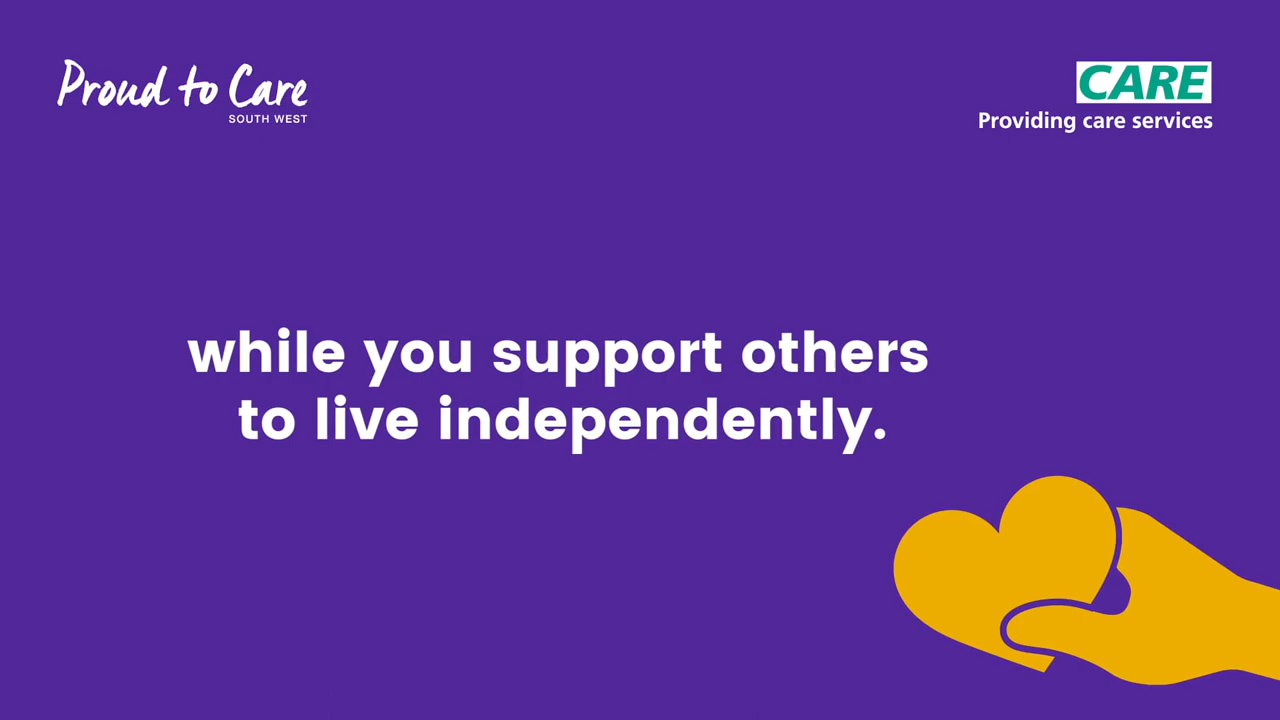 Proud to Care
SOUTH WEST
CARE
Providing care services
while you support others
to live independently.